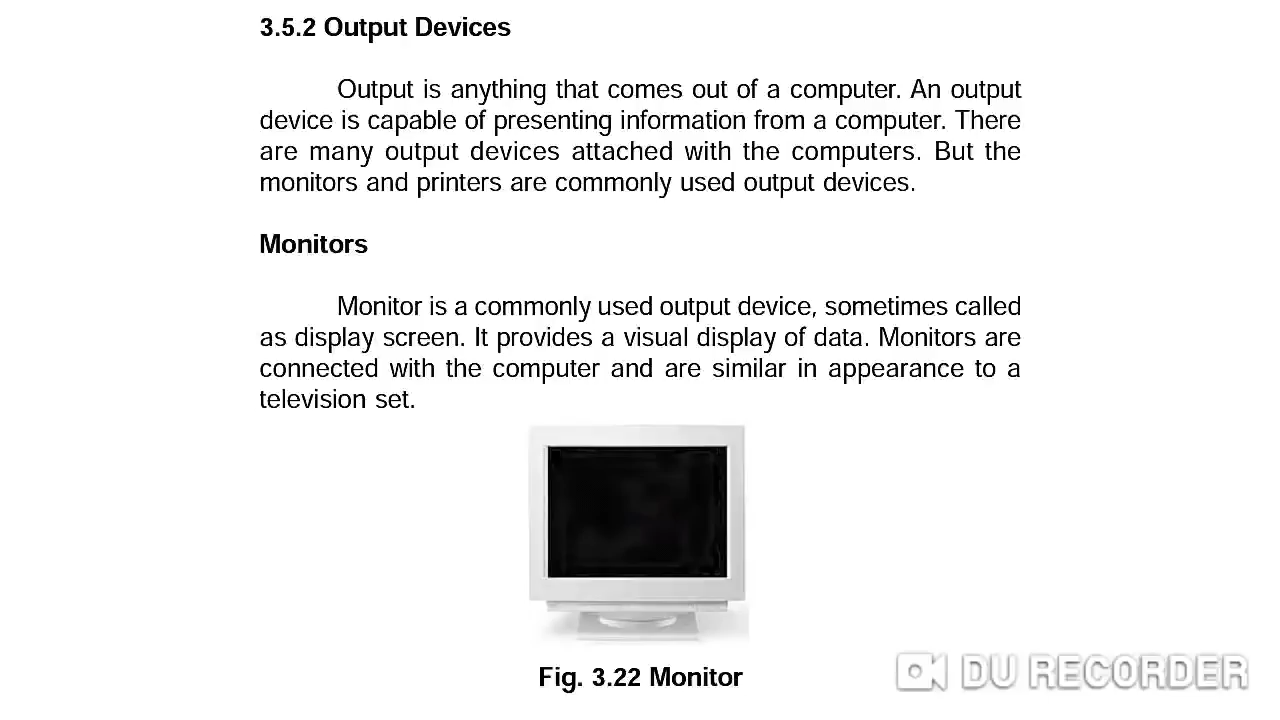 3.5.2 Output Devices
Output is anything that comes out of a computer. An output
device is capable of presenting information from a computer. There
are many output devices attached with the computers. But the
monitors and printers are commonly used output devices.
Monitors
Monitor is a commonly used output device, sometimes called
as display screen. It provides a visual display of data. Monitors are
connected with the computer and are similar in appearance to a
television set.
Fig. 3.22 Monitor
DU RECORDER